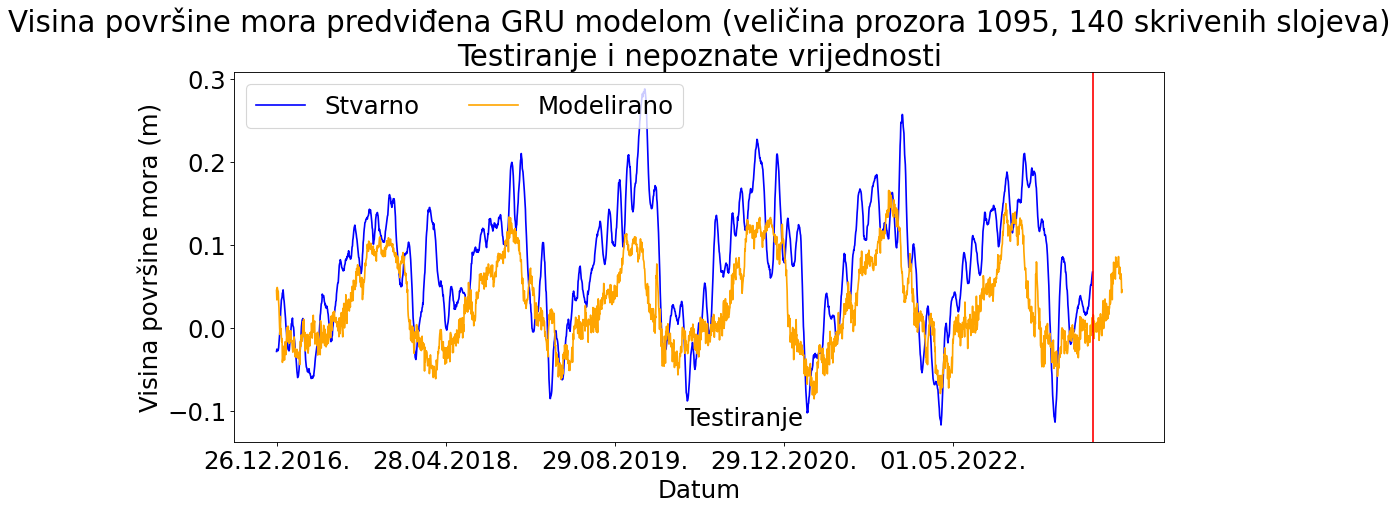 Visina površine mora predviđena GRU modelom (veličina prozora 1095, 140 skrivenih slojeva)
Testiranje i nepoznate vrijednosti
Stvarno
Modelirano
Visina površine mora (m)
0.3
0.2
0.1
0.0
−0.1
Testiranje
26.12.2016.
28.04.2018.
29.08.2019.
29.12.2020.
01.05.2022.
Datum